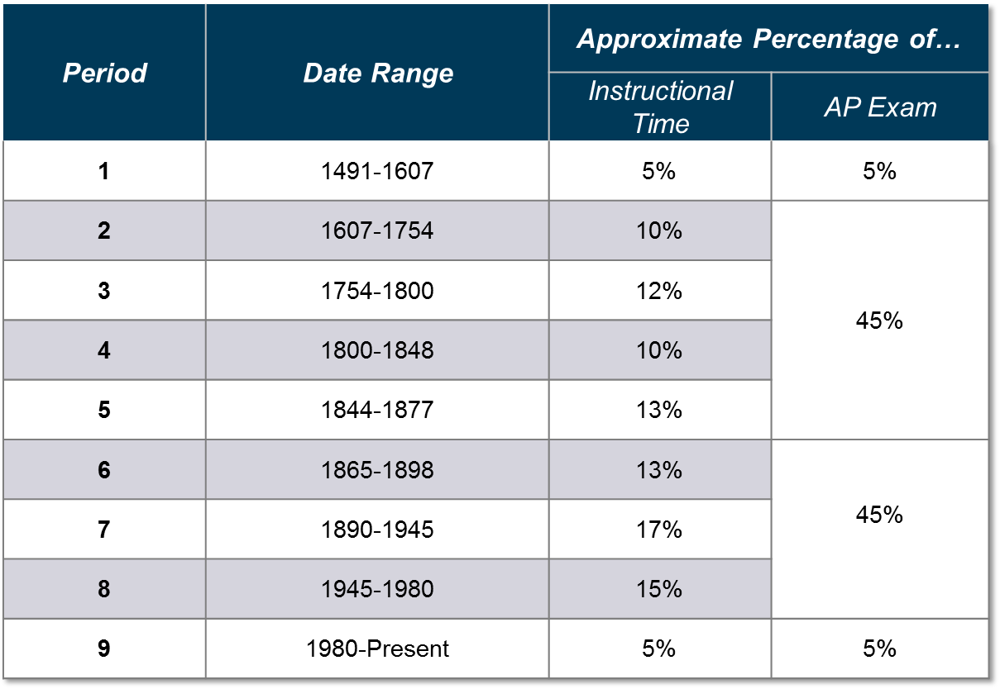 Period
Date Range
Approximate Percentage of…
Instructional
Time
AP Exam
1 1491-1607 5% 5%
2 1607-1754 10%
3 1754-1800 12%
45%
4 1800-1848 10%
5 1844-1877 13%
6 1865-1898 13%
45%
7 1890-1945 17%
8 1945-1980 15%
9 1980-Present 5% 5%